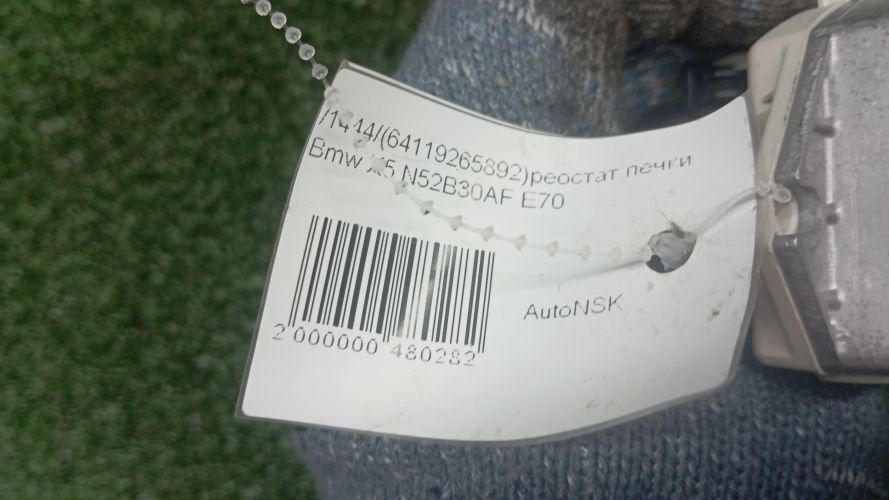 /1444/(64119265892)реостат печки
Bmw X5 N52B30AF E70
AutoNSK
2 000000 480282